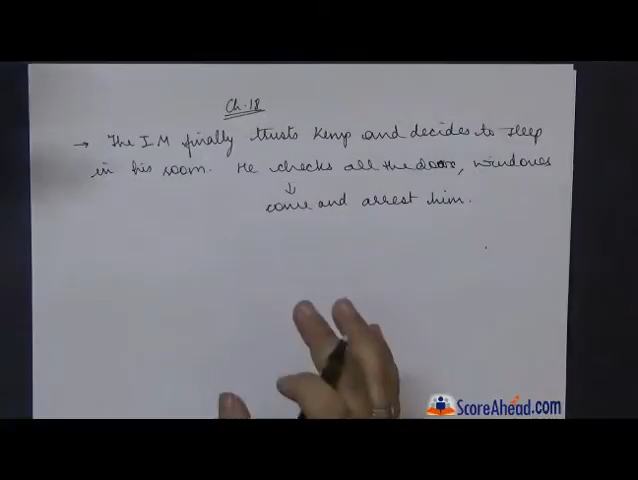 Ch. 18
→ The I M finally trusts Kemp and decides to sleep
in his room. He checks all the door, windows
↓
come and arrest him.
ScoreAhead.com